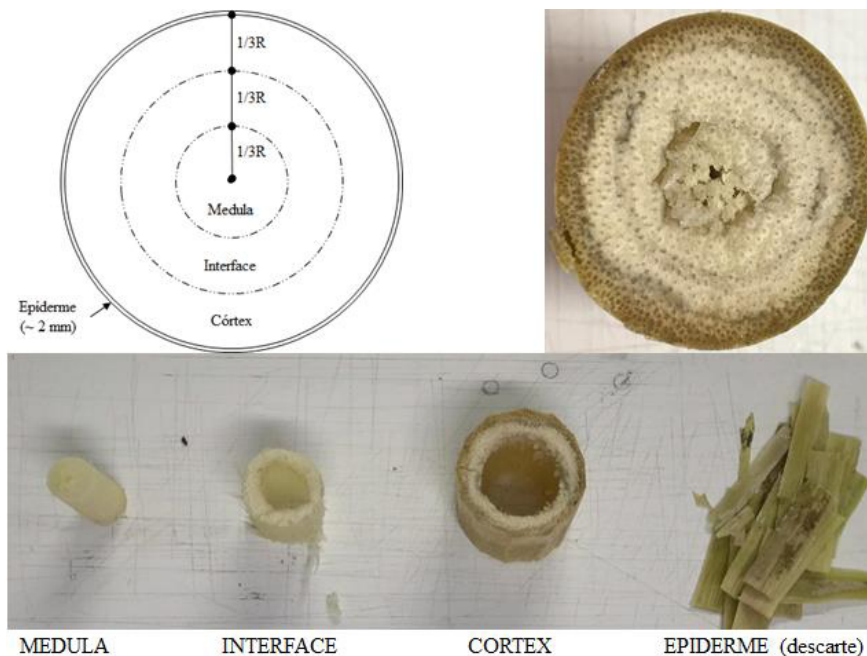 1/3R
1/3R
1/3R
Medula
Interface
Epiderme
(~ 2 mm)
Córtex
MEDULA INTERFACE CORTEX EPIDERME (descarte)